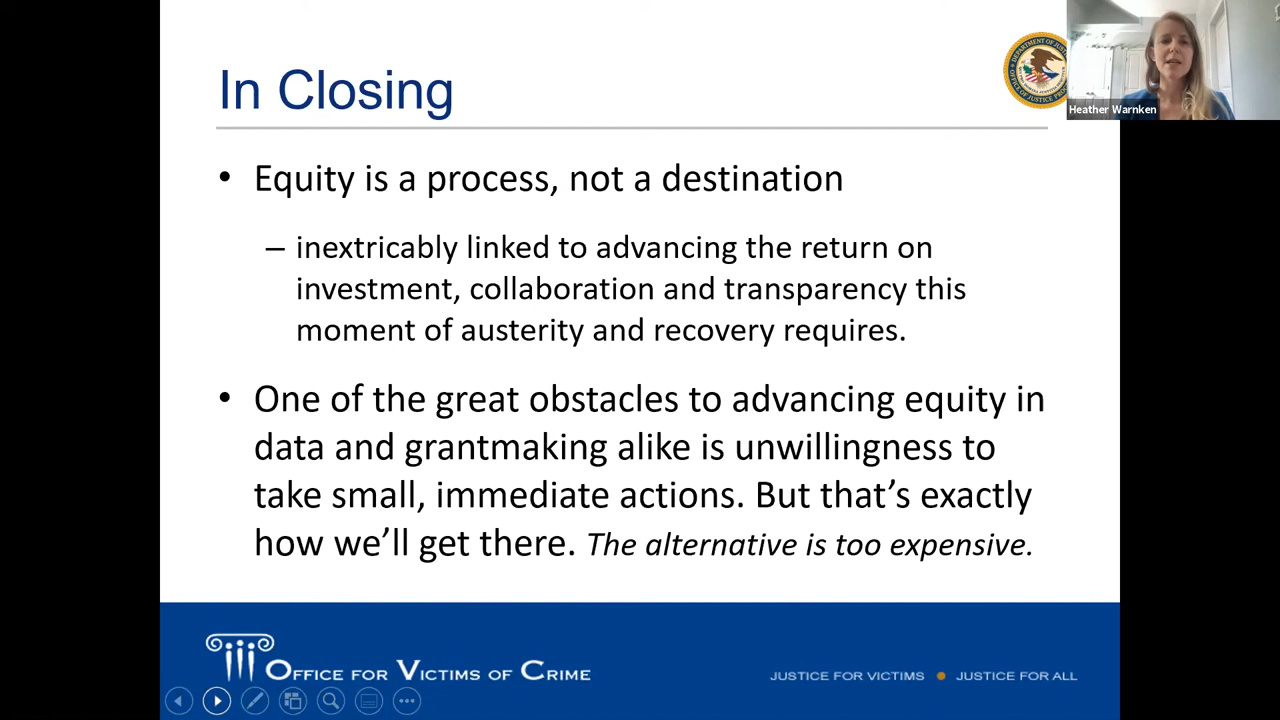 In Closing
Heather Warnken
• Equity is a process, not a destination
– inextricably linked to advancing the return on
investment, collaboration and transparency this
moment of austerity and recovery requires.
• One of the great obstacles to advancing equity in
data and grantmaking alike is unwillingness to
take small, immediate actions. But that’s exactly
how we’ll get there. The alternative is too expensive.
OFFICE FOR VICTIMS OF CRIME
JUSTICE FOR VICTIMS • JUSTICE FOR ALL